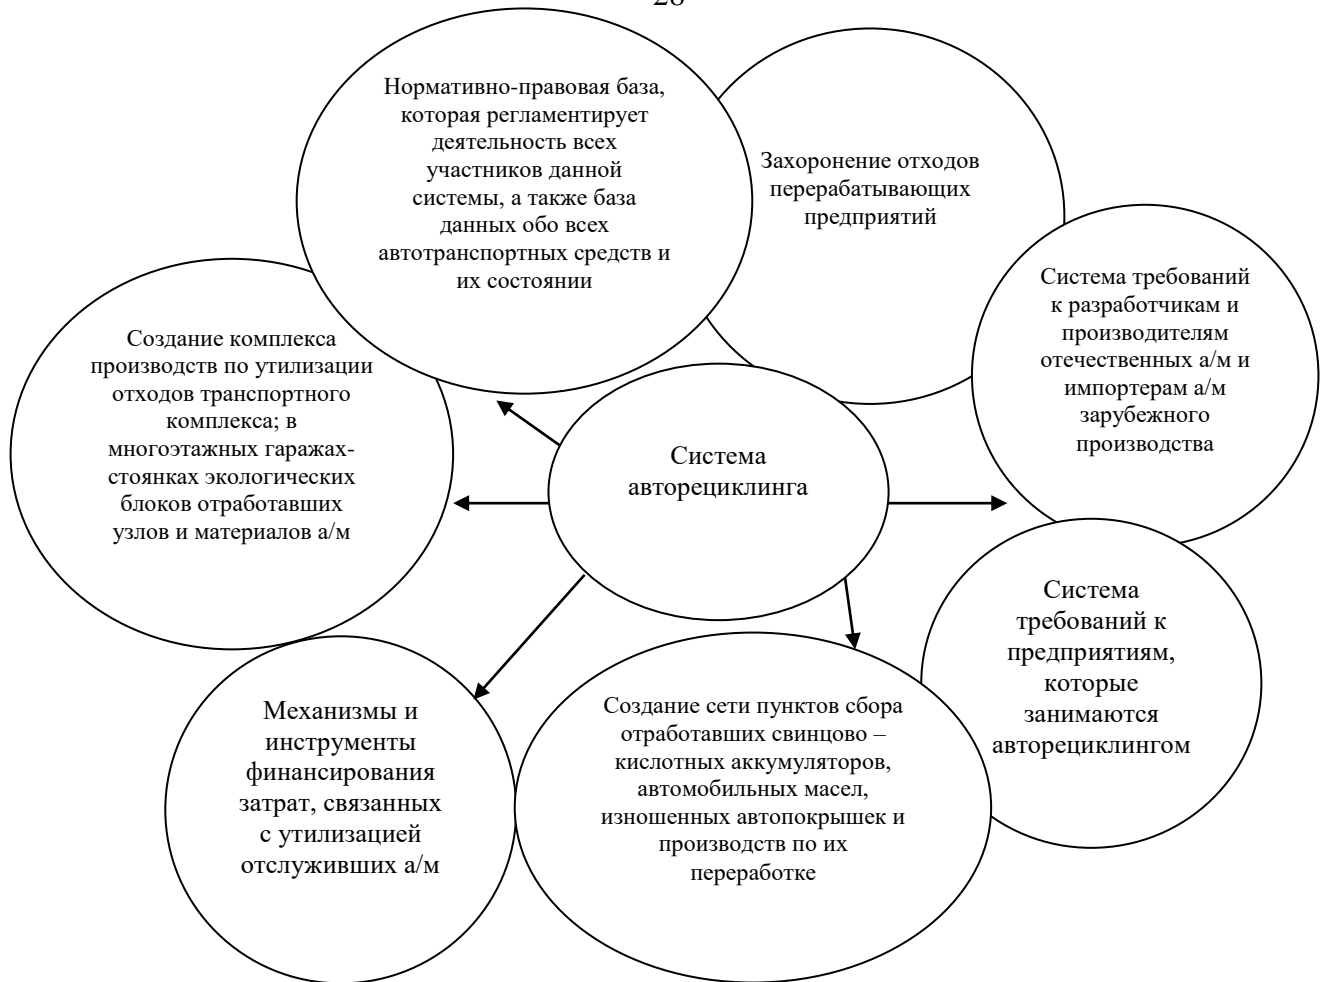 Нормативно-правовая база,
которая регламентирует
деятельность всех
участников данной
системы, а также база
данных обо всех
автотранспортных средств и
их состоянии
Захоронение отходов
перерабатывающих
предприятий
Система требований
к разработчикам и
производителям
отечественных а/м и
импортерам а/м
зарубежного
производства
Создание комплекса
производств по утилизации
отходов транспортного
комплекса; в
многоэтажных гаражах-
стоянках экологических
блоков отработавших
узлов и материалов а/м
Система
авторециклинга
Система
требований к
предприятиям,
которые
занимаются
авторециклингом
Механизмы и
инструменты
финансирования
затрат, связанных
с утилизацией
отслуживших а/м
Создание сети пунктов сбора
отработавших свинцово –
кислотных аккумуляторов,
автомобильных масел,
изношенных автопокрышек и
производств по их
переработке